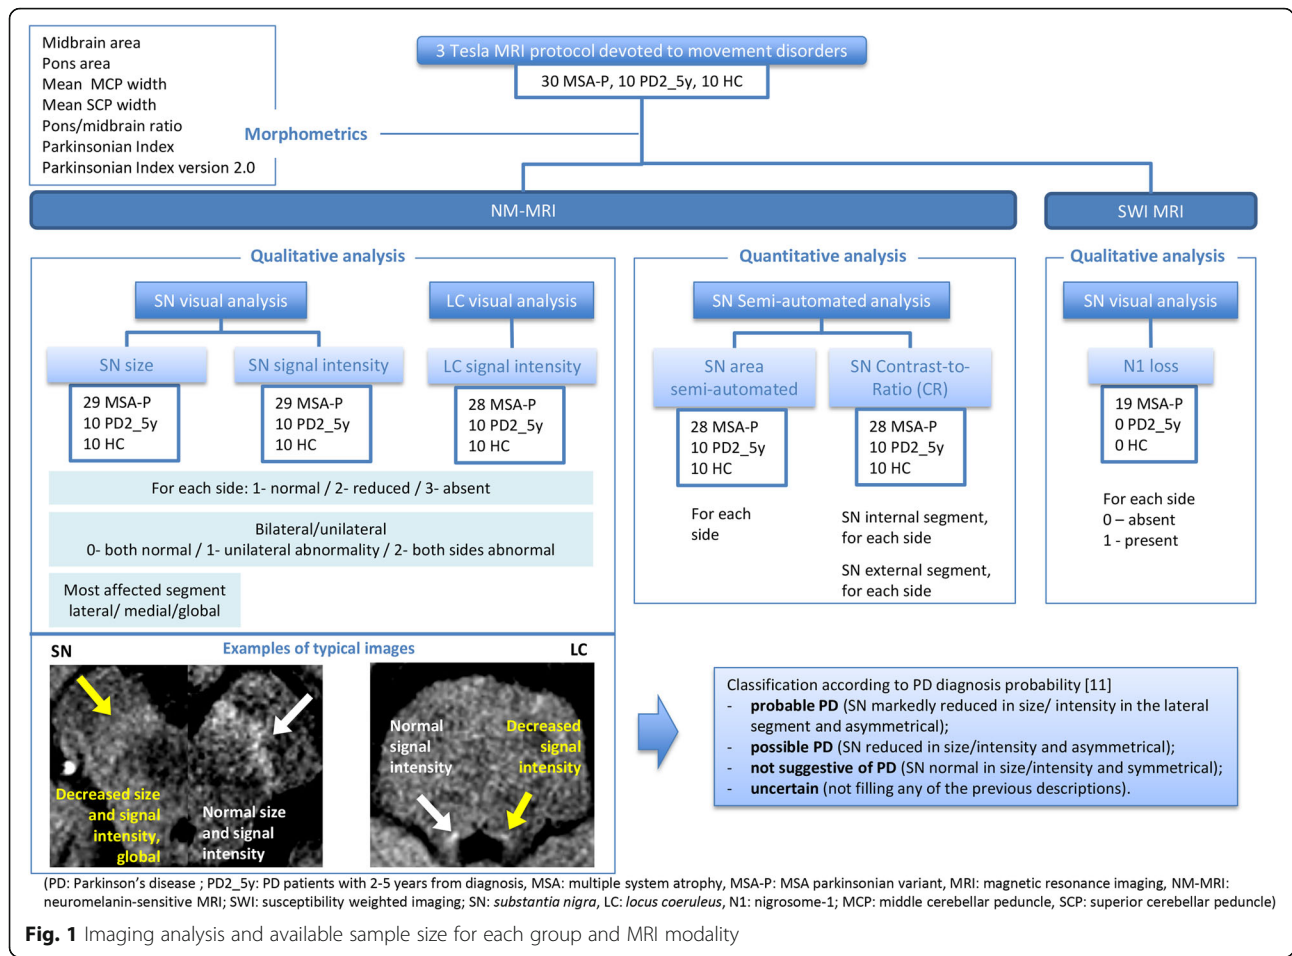 Midbrain area
Pons area
Mean  MCP width
Mean SCP width
Pons/midbrain ratio
Parkinsonian Index
Parkinsonian Index version 2.0
Morphometrics
3 Tesla MRI protocol devoted to movement disorders
30 MSA-P, 10 PD2_5y, 10 HC
NM-MRI
SWI MRI
Qualitative analysis
SN visual analysis
LC visual analysis
SN size
SN signal intensity
LC signal intensity
29 MSA-P
10 PD2_5y
10 HC
29 MSA-P
10 PD2_5y
10 HC
28 MSA-P
10 PD2_5y
10 HC
For each side: 1- normal / 2- reduced / 3- absent
Bilateral/unilateral
0- both normal / 1- unilateral abnormality / 2- both sides abnormal
Most affected segment
lateral/ medial/global
Quantitative analysis
SN Semi-automated analysis
SN area
semi-automated
SN Contrast-to-
Ratio (CR)
28 MSA-P
10 PD2_5y
10 HC
28 MSA-P
10 PD2_5y
10 HC
For each
side
SN internal segment,
for each side
SN external segment,
for each side
Qualitative analysis
SN visual analysis
N1 loss
19 MSA-P
0 PD2_5y
0 HC
For each side
0 – absent
1 - present
Examples of typical images
SN
LC
Decreased size
and signal
intensity,
global
Normal size
and signal
intensity
Normal
signal
intensity
Decreased
signal
intensity
Classification according to PD diagnosis probability [11]
- probable PD (SN markedly reduced in size/ intensity in the lateral
segment and asymmetrical);
- possible PD (SN reduced in size/intensity and asymmetrical);
- not suggestive of PD (SN normal in size/intensity and symmetrical);
- uncertain (not filling any of the previous descriptions).
(PD: Parkinson's disease ; PD2_5y: PD patients with 2-5 years from diagnosis, MSA: multiple system atrophy, MSA-P: MSA parkinsonian variant, MRI: magnetic resonance imaging, NM-MRI:
neuromelanin-sensitive MRI; SWI: susceptibility weighted imaging; SN: substantia nigra, LC: locus coeruleus, N1: nigrosome-1; MCP: middle cerebellar peduncle, SCP: superior cerebellar peduncle)
Fig. 1 Imaging analysis and available sample size for each group and MRI modality